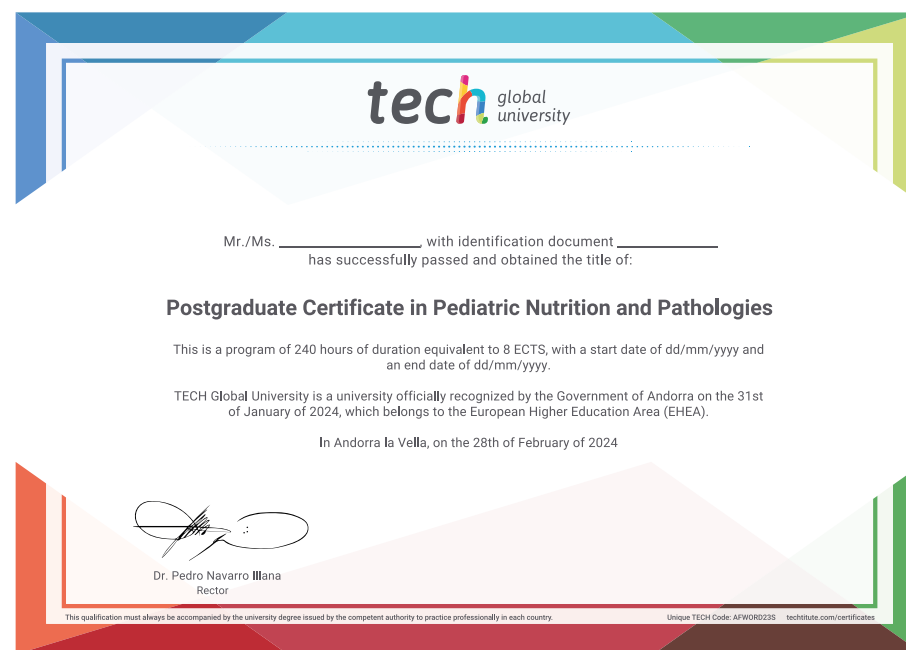 tech global
university
Mr./Ms. ____________________, with identification document ______________
has successfully passed and obtained the title of:
Postgraduate Certificate in Pediatric Nutrition and Pathologies
This is a program of 240 hours of duration equivalent to 8 ECTS, with a start date of dd/mm/yyyy and
an end date of dd/mm/yyyy.
TECH Global University is a university officially recognized by the Government of Andorra on the 31st
of January of 2024, which belongs to the European Higher Education Area (EHEA).
In Andorra la Vella, on the 28th of February of 2024
Dr. Pedro Navarro Illana
Rector
This qualification must always be accompanied by the university degree issued by the competent authority to practice professionally in each country. Unique TECH Code: AFWORD23S techtitute.com/certificates